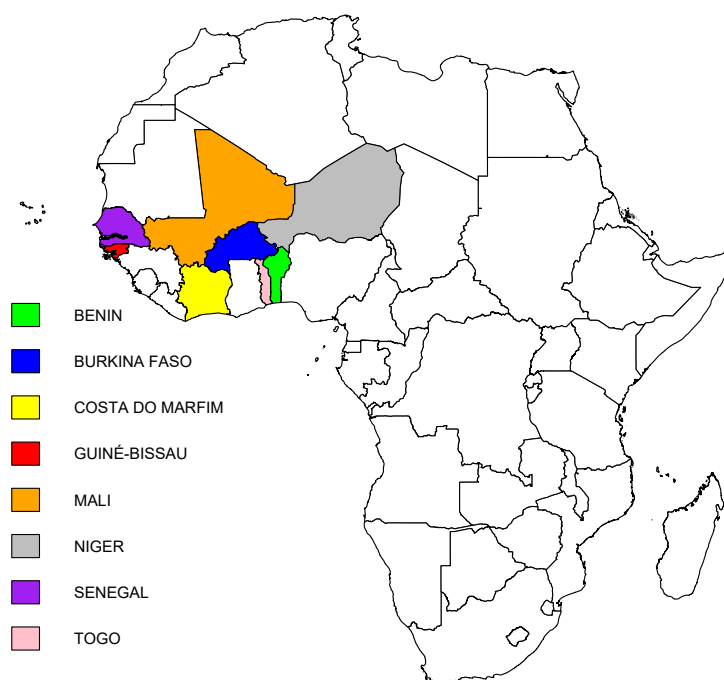 BENIN
BURKINA FASO
COSTA DO MARFIM
GUINÉ-BISSAU
MALI
NIGER
SENEGAL
TOGO